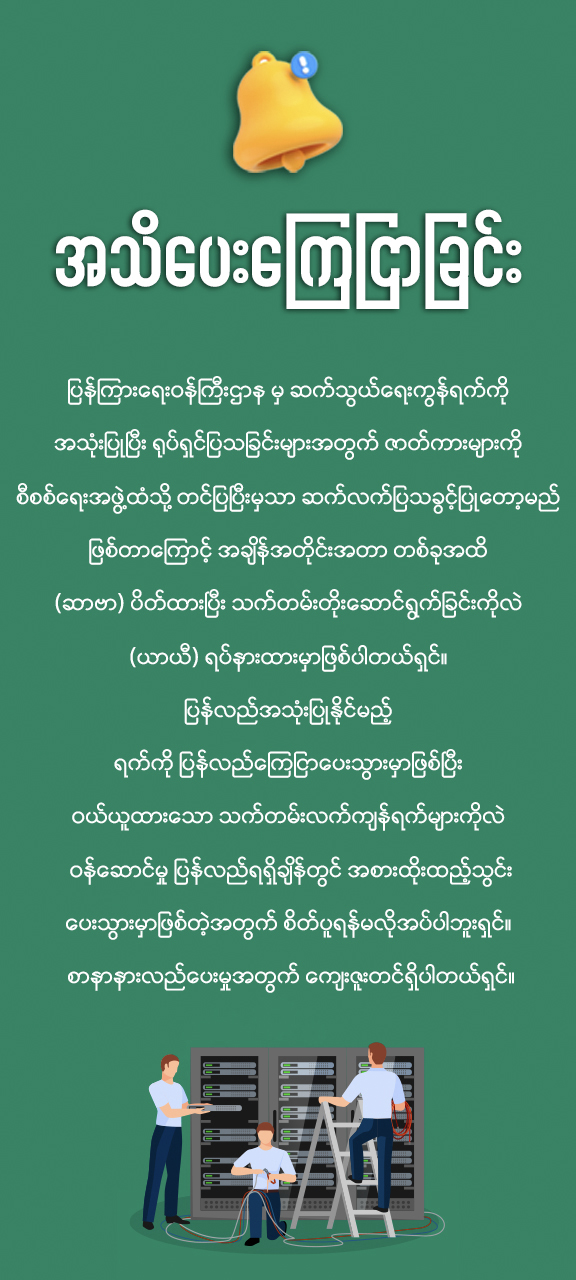 အသိပေးကြေငြာခြင်း
ပြန်ကြားရေးဝန်ကြီးဌာန မှ ဆက်သွယ်ရေးကွန်ရက်ကို
အသုံးပြုပြီး ရုပ်ရှင်ပြသခြင်းများအတွက် ဇာတ်ကားများကို
စီစစ်ရေးအဖွဲ့ထံသို့ တင်ပြပြီးမှသာ ဆက်လက်ပြသခွင့်ပြုတော့မည်
ဖြစ်တာကြောင့် အချိန်အတိုင်းအတာ တစ်ခုအထိ
(ဆာဗာ) ပိတ်ထားပြီး သက်တမ်းတိုးဆောင်ရွက်ခြင်းကိုလဲ
(ယာယီ) ရပ်နားထားမှာဖြစ်ပါတယ်ရှင်။
ပြန်လည်အသုံးပြုနိုင်မည့်
ရက်ကို ပြန်လည်ကြေငြာပေးသွားမှာဖြစ်ပြီး
ဝယ်ယူထားသော သက်တမ်းလက်ကျန်ရက်များကိုလဲ
ဝန်ဆောင်မှု ပြန်လည်ရရှိချိန်တွင် အစားထိုးထည့်သွင်း
ပေးသွားမှာဖြစ်တဲ့အတွက် စိတ်ပူရန်မလိုအပ်ပါဘူးရှင်။
စာနာနားလည်ပေးမှုအတွက် ကျေးဇူးတင်ရှိပါတယ်ရှင်။